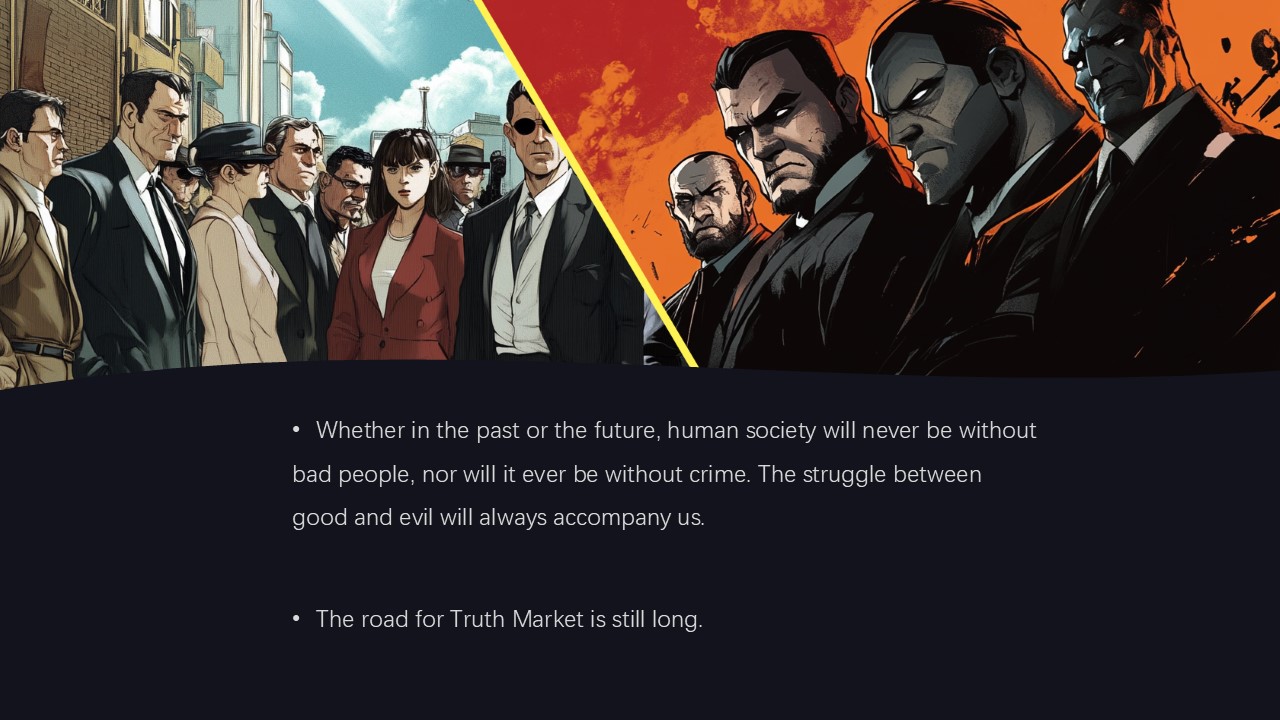 • Whether in the past or the future, human society will never be without
bad people, nor will it ever be without crime. The struggle between
good and evil will always accompany us.
• The road for Truth Market is still long.